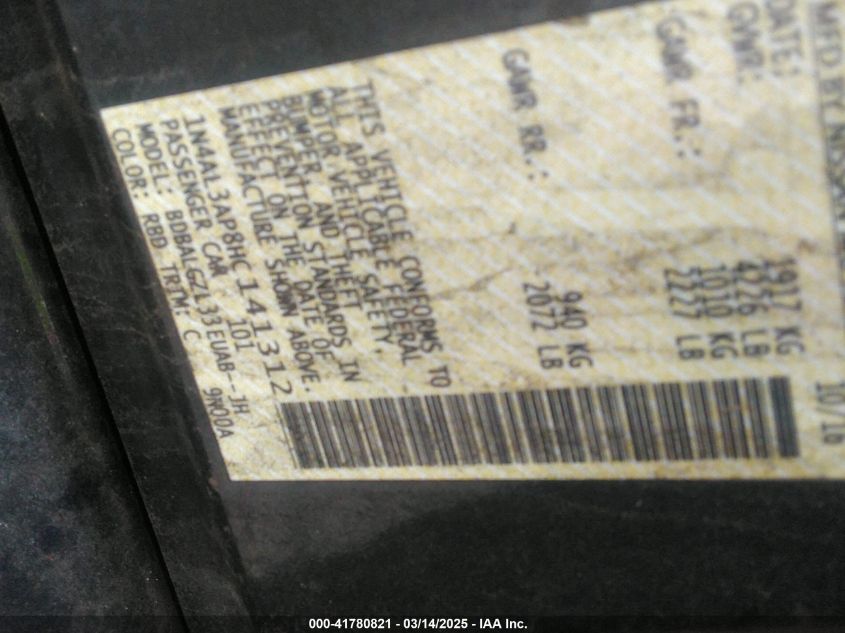 MFD BY NISSAN
DATE: 10/16
GVWR: 1917 KG
4226 LB
GAWR FR.: 1010 KG
2227 LB
GAWR RR.: 940 KG
2072 LB
THIS VEHICLE CONFORMS TO
ALL APPLICABLE FEDERAL
MOTOR VEHICLE SAFETY,
BUMPER, AND THEFT
PREVENTION STANDARDS IN
EFFECT ON THE DATE OF
MANUFACTURE SHOWN ABOVE.
1N4AL3AP8HC141312
PASSENGER CAR 101
MODEL: BDBALGZL33EUAB--JH
COLOR: RBD TRIM: C 9N00A
000-41780821 - 03/14/2025 - IAA Inc.